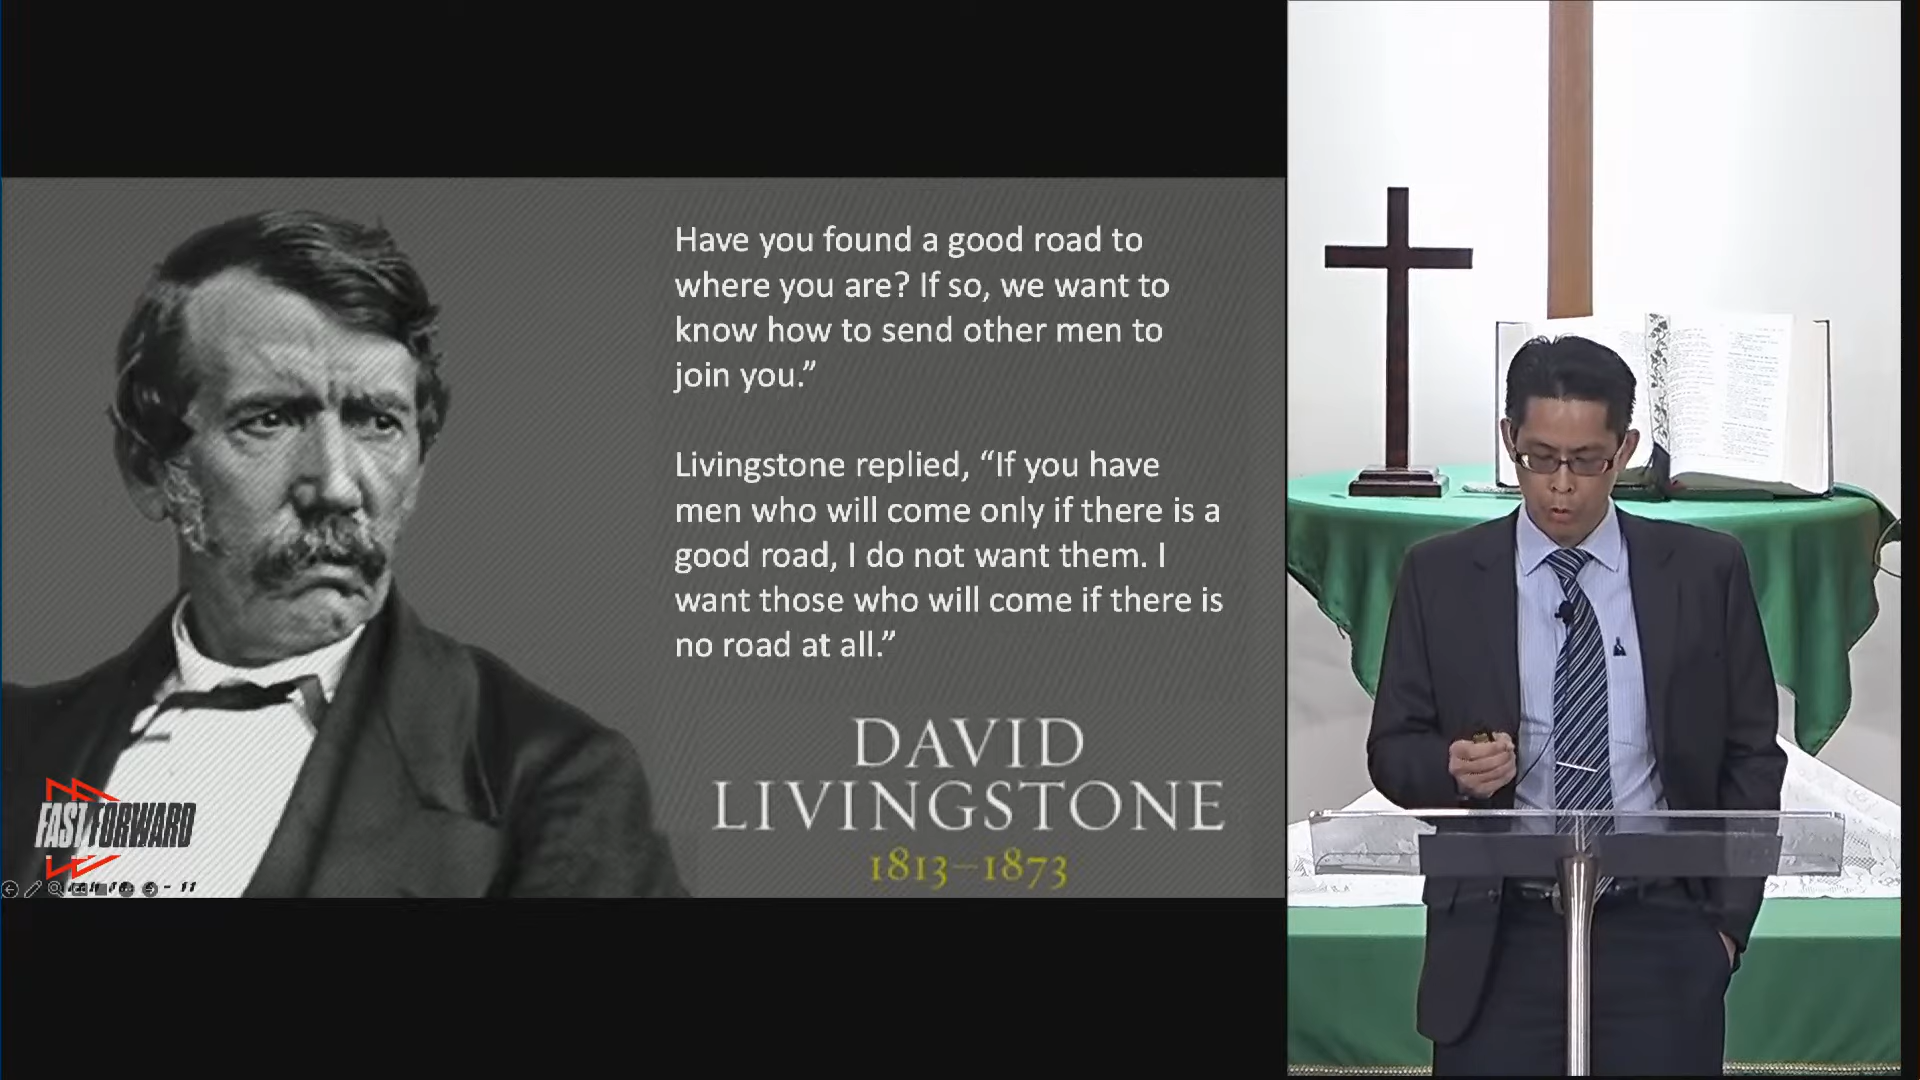 Have you found a good road to
where you are? If so, we want to
know how to send other men to
join you.”
Livingstone replied, “If you have
men who will come only if there is a
good road, I do not want them. I
want those who will come if there is
no road at all.”
DAVID
LIVINGSTONE
1813–1873
FAST FORWARD